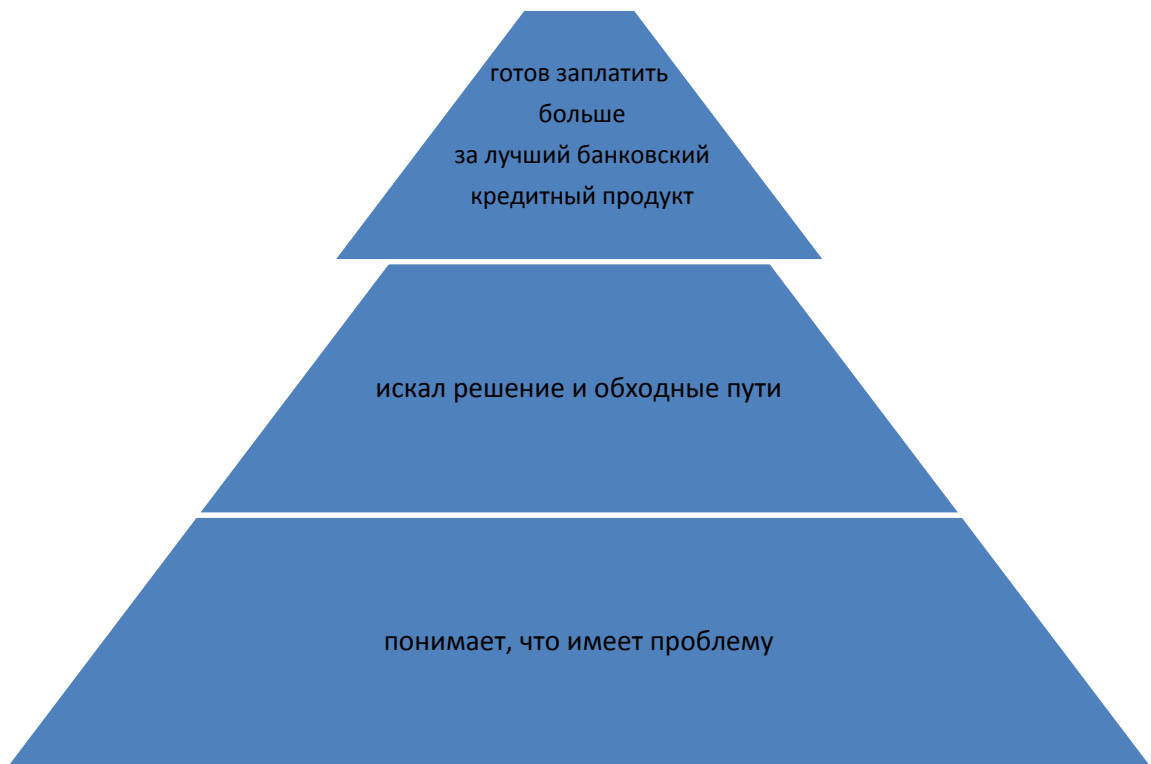 готов заплатить
больше
за лучший банковский
кредитный продукт
искал решение и обходные пути
понимает, что имеет проблему